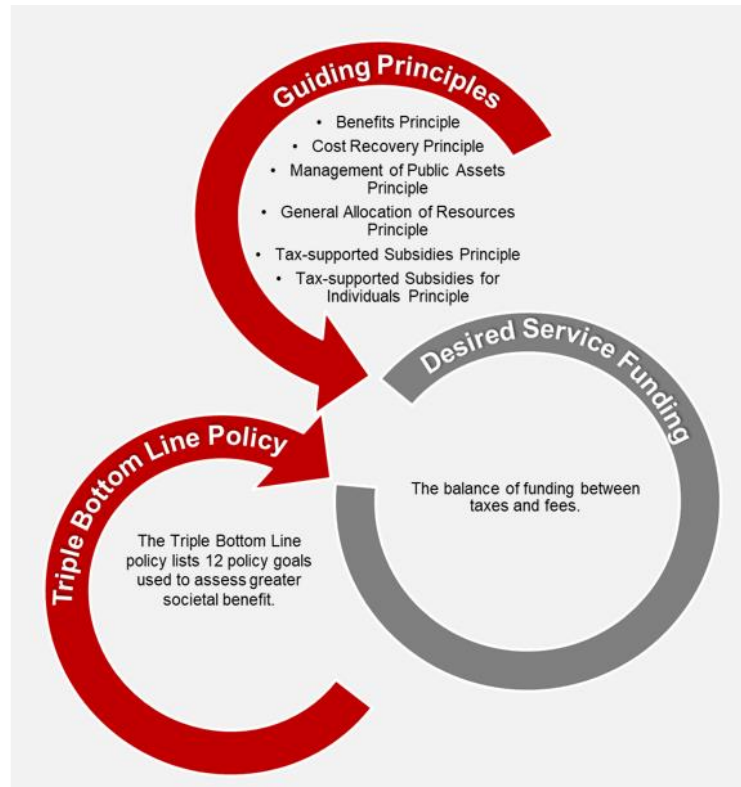 Guiding Principles
• Benefits Principle
• Cost Recovery Principle
• Management of Public Assets
Principle
• General Allocation of Resources
Principle
• Tax-supported Subsidies Principle
• Tax-supported Subsidies for
Individuals Principle
Desired Service Funding
The balance of funding between
taxes and fees.
Triple Bottom Line Policy
The Triple Bottom Line
policy lists 12 policy goals
used to assess greater
societal benefit.